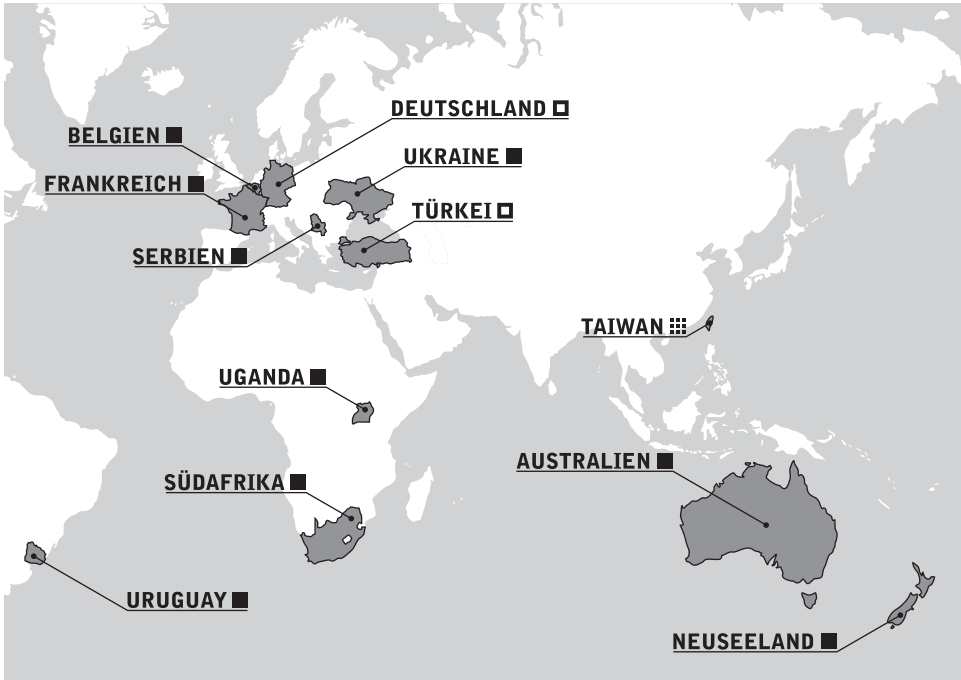 DEUTSCHLAND
BELGIEN
UKRAINE
FRANKREICH
TÜRKEI
SERBIEN
TAIWAN
UGANDA
AUSTRALIEN
SÜDAFRIKA
URUGUAY
NEUSEELAND